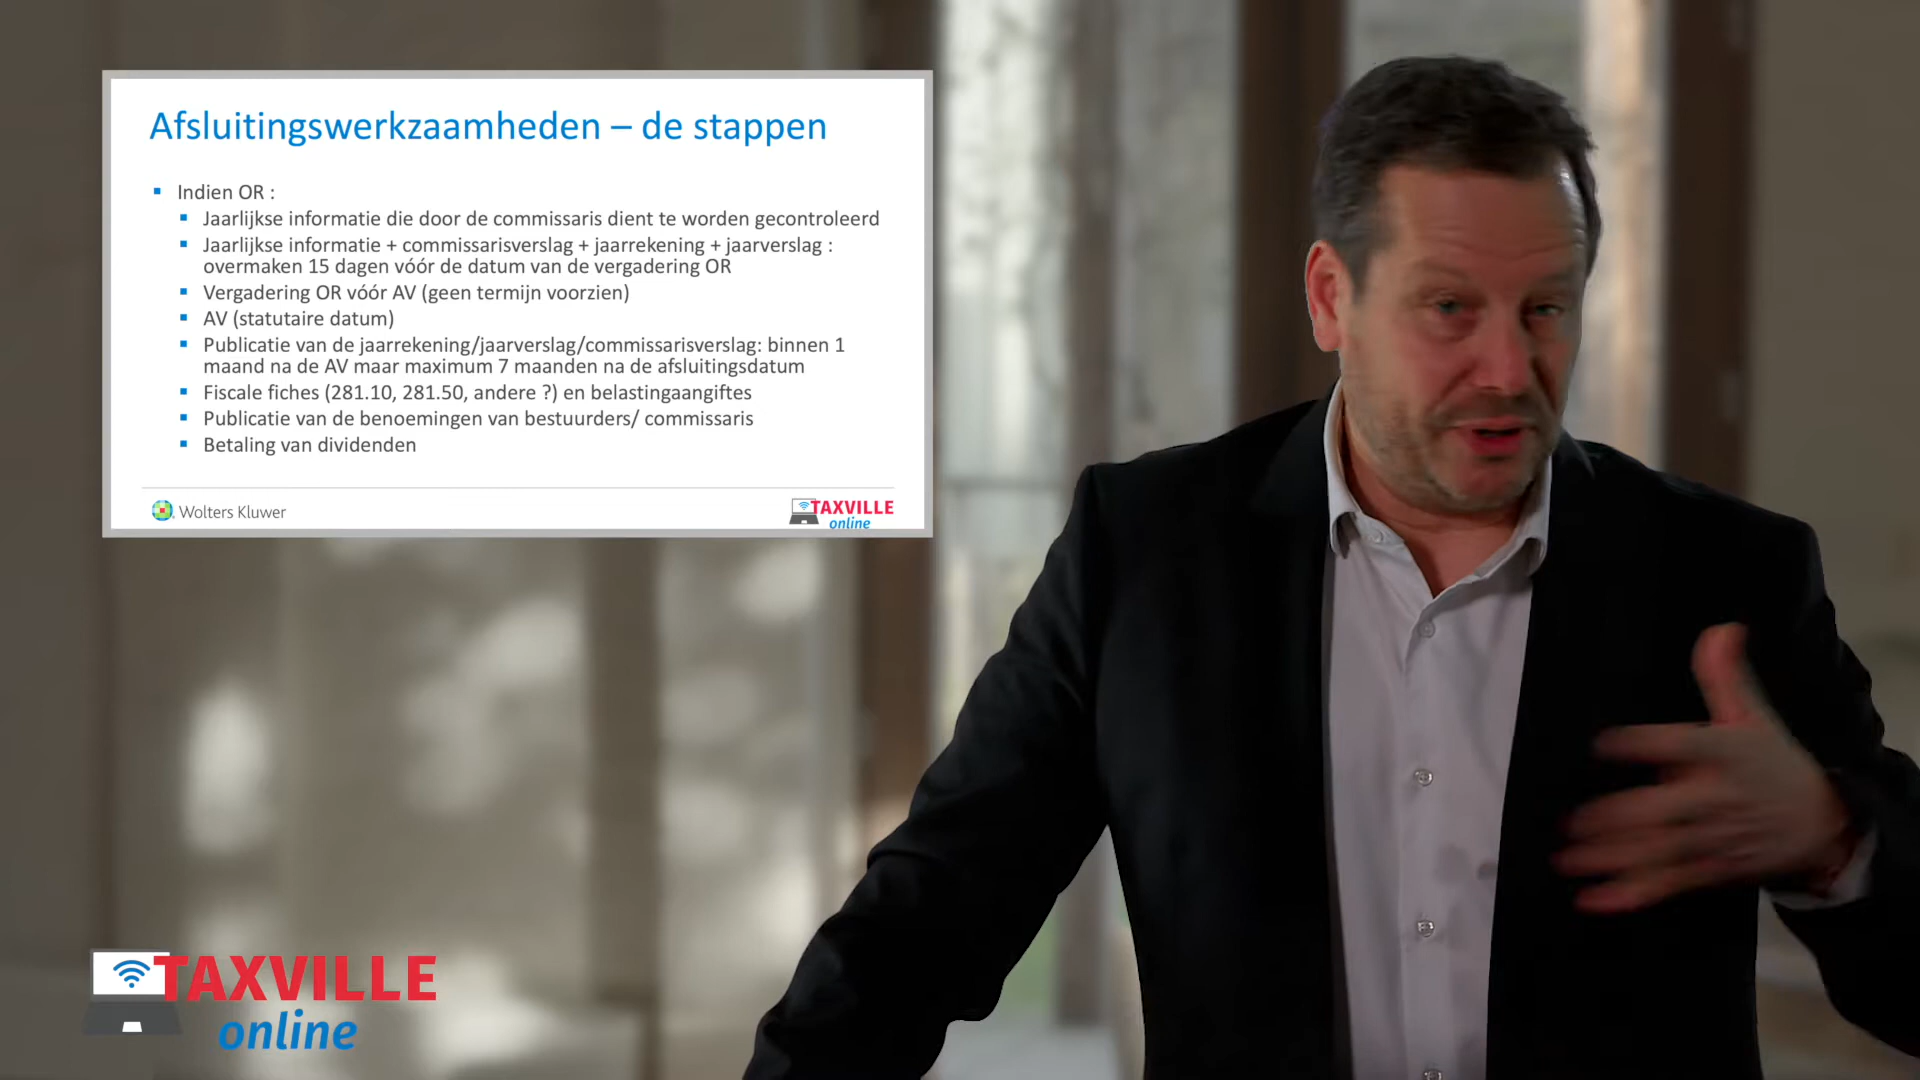 Afsluitingswerkzaamheden – de stappen
Indien OR :
Jaarlijkse informatie die door de commissaris dient te worden gecontroleerd
Jaarlijkse informatie + commissarisverslag + jaarrekening + jaarverslag :
overmaken 15 dagen vóór de datum van de vergadering OR
Vergadering OR vóór AV (geen termijn voorzien)
AV (statutaire datum)
Publicatie van de jaarrekening/jaarverslag/commissarisverslag: binnen 1
maand na de AV maar maximum 7 maanden na de afsluitingsdatum
Fiscale fiches (281.10, 281.50, andere ?) en belastingaangiftes
Publicatie van de benoemingen van bestuurders/ commissaris
Betaling van dividenden
Wolters Kluwer
TAXVILLE
online
TAXVILLE
online